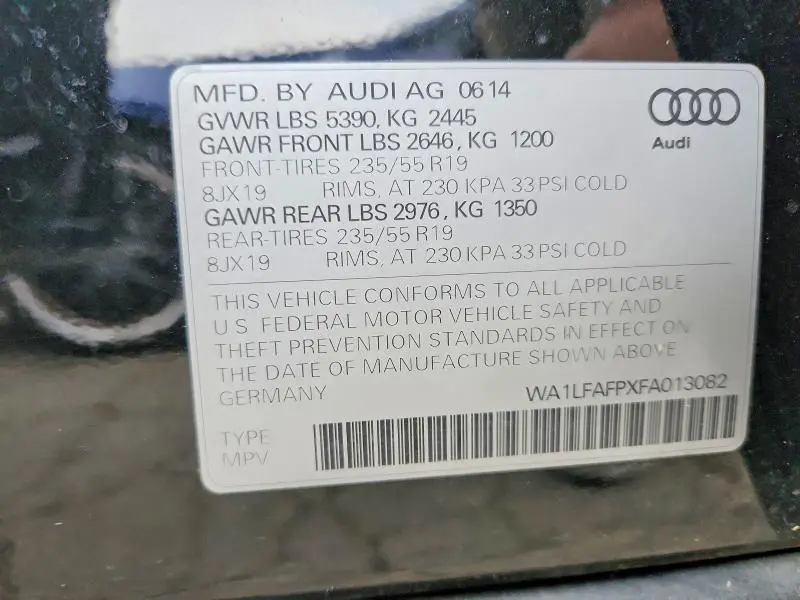 MFD. BY AUDI AG 0614
GVWR LBS 5390, KG 2445
GAWR FRONT LBS 2646, KG 1200
FRONT-TIRES 235/55 R19
8JX19 RIMS, AT 230 KPA 33 PSI COLD
GAWR REAR LBS 2976, KG 1350
REAR-TIRES 235/55 R19
8JX19 RIMS, AT 230 KPA 33 PSI COLD
Audi
THIS VEHICLE CONFORMS TO ALL APPLICABLE
U S FEDERAL MOTOR VEHICLE SAFETY AND
THEFT PREVENTION STANDARDS IN EFFECT ON
THE DATE OF MANUFACTURE SHOWN ABOVE
GERMANY WA1LFAFPXFA013082
TYPE
MPV